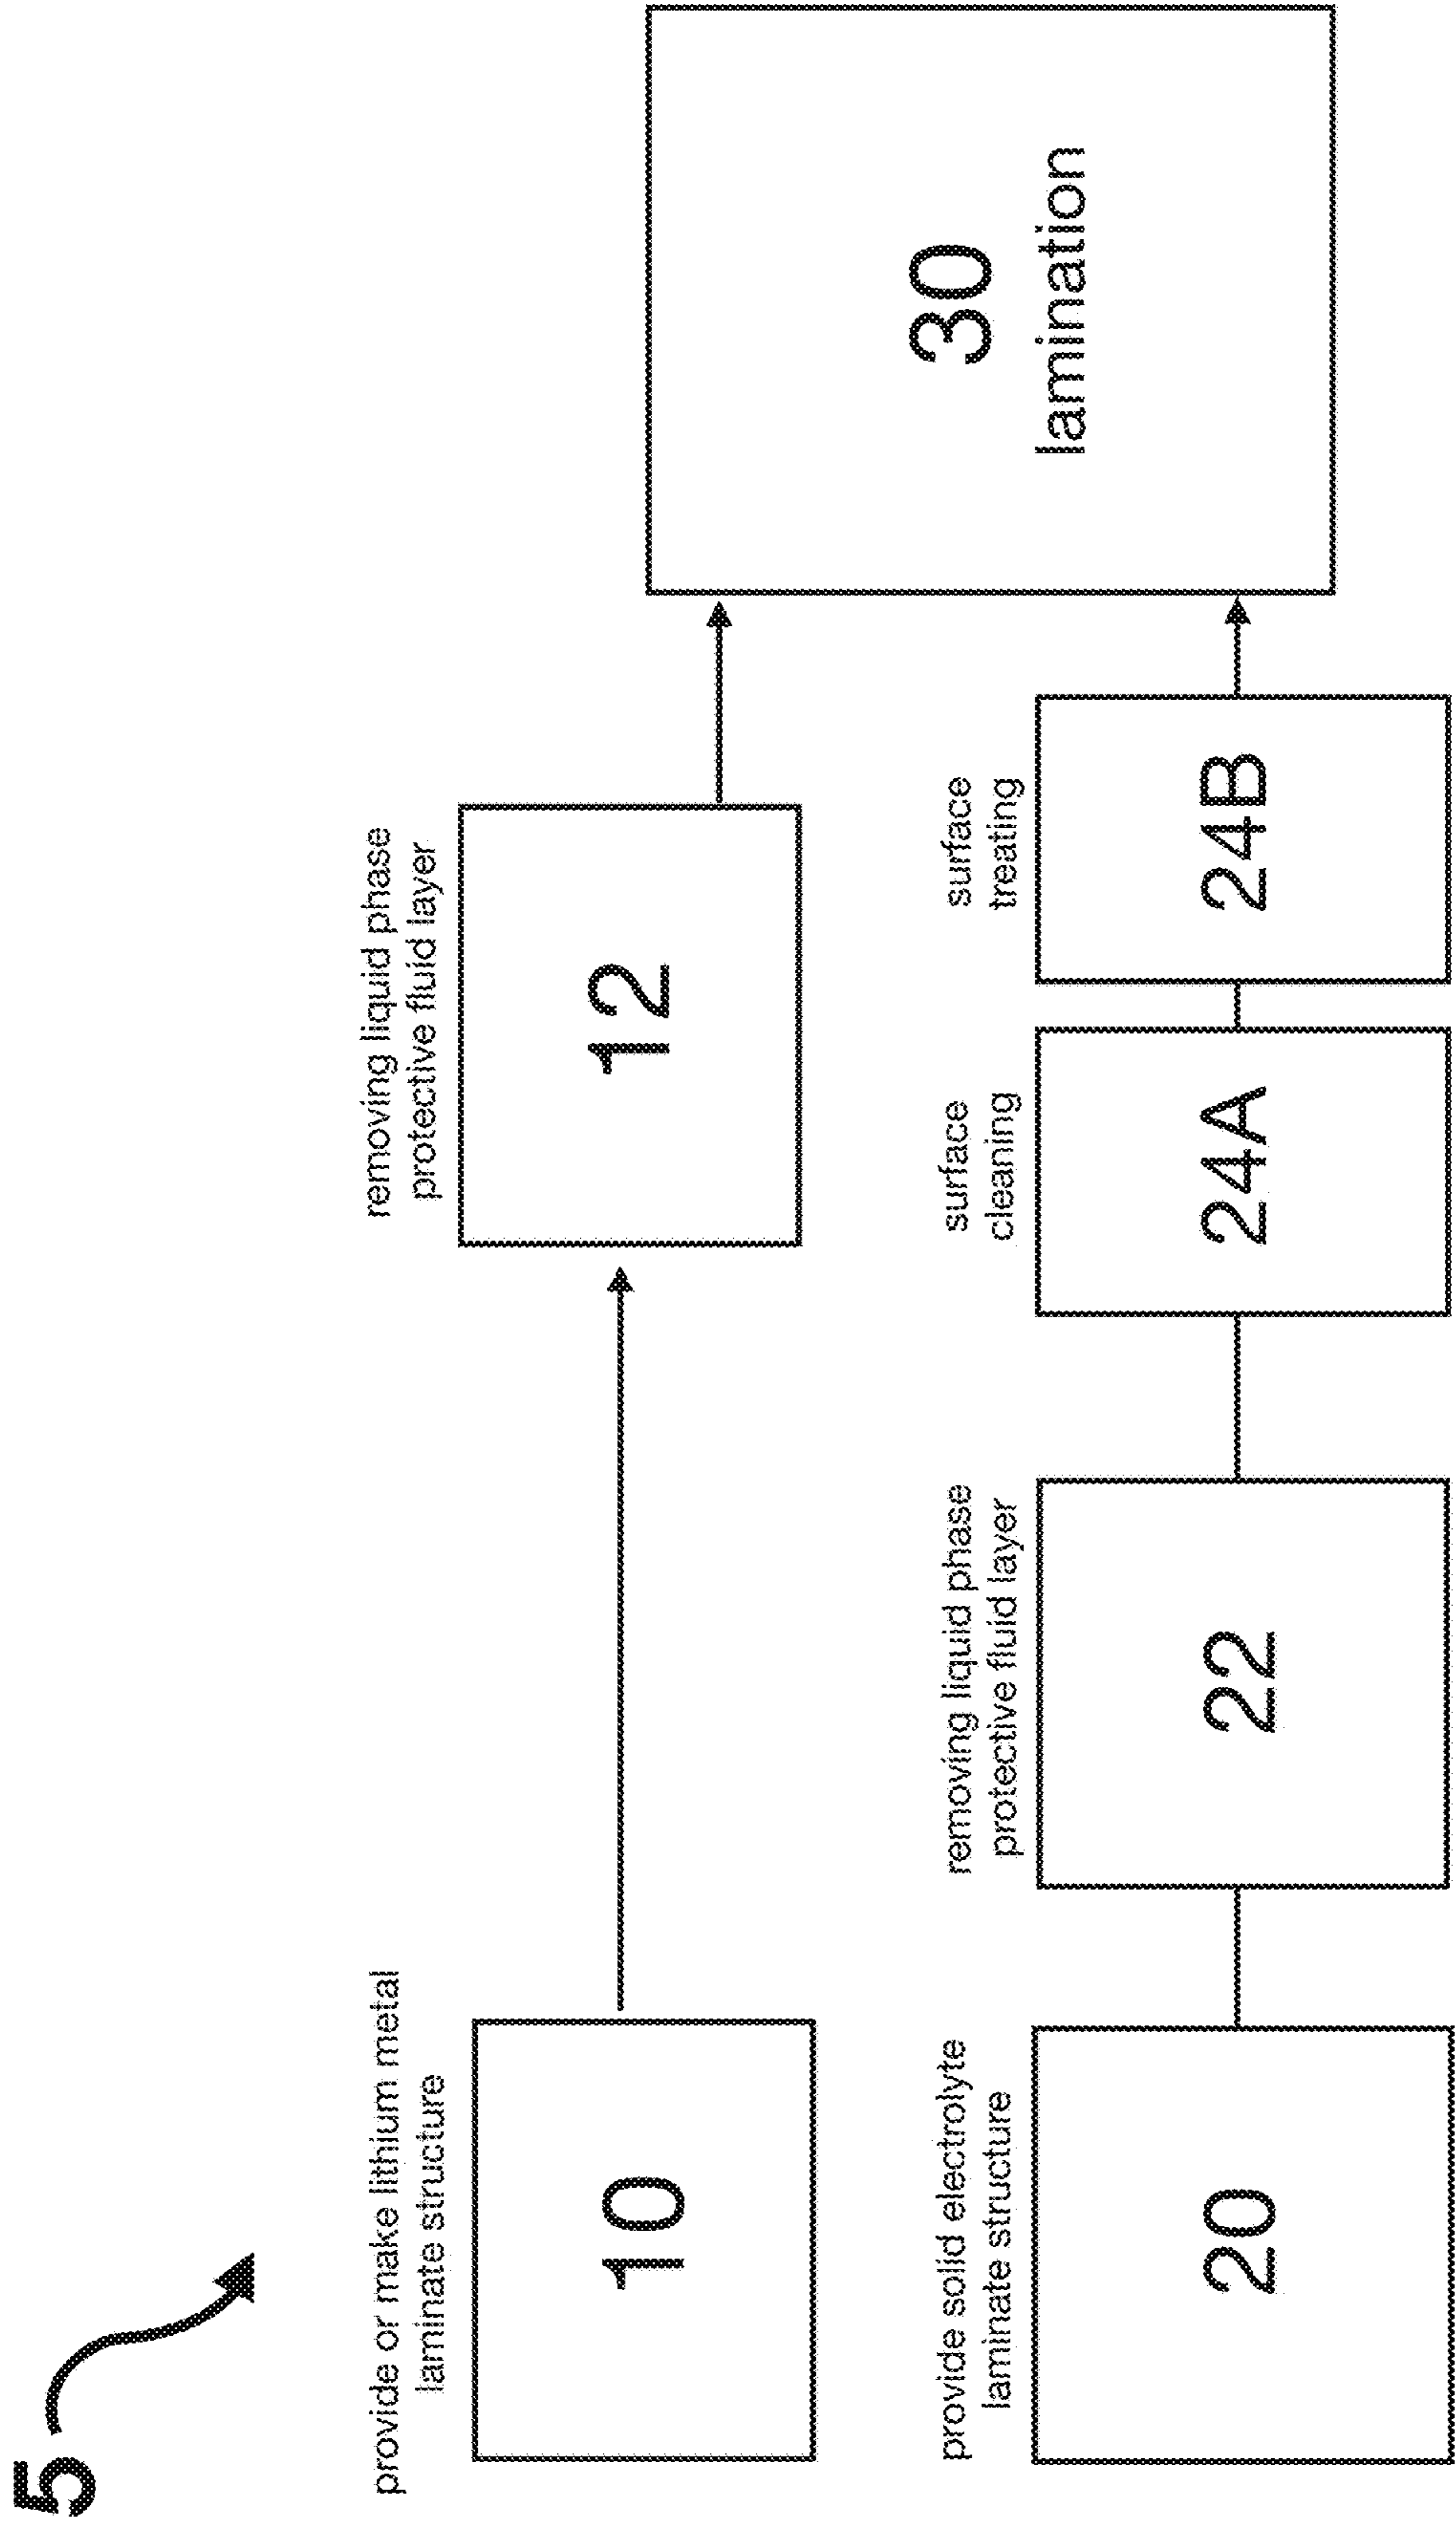 5
provide or make lithium metal
laminate structure
10
removing liquid phase
protective fluid layer
12
provide solid electrolyte
laminate structure
20
removing liquid phase
protective fluid layer
22
surface
cleaning
24A
surface
treating
24B
30
lamination